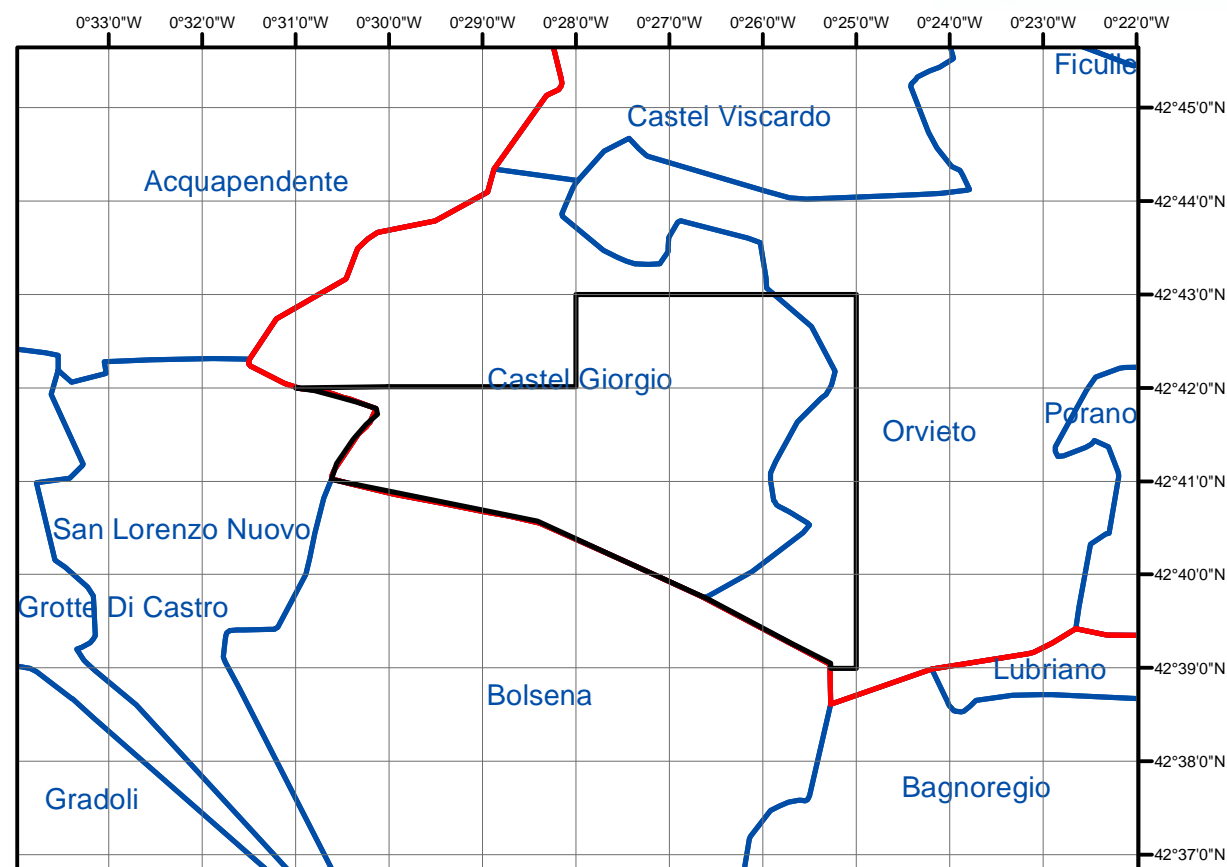 0°33'0"W 0°32'0"W 0°31'0"W 0°30'0"W 0°29'0"W 0°28'0"W 0°27'0"W 0°26'0"W 0°25'0"W 0°24'0"W 0°23'0"W 0°22'0"W
Ficulle
42°45'0"N
Castel Viscardo
Acquapendente
42°44'0"N
42°43'0"N
Castel Giorgio
42°42'0"N
Porano
Orvieto
42°41'0"N
San Lorenzo Nuovo
42°40'0"N
Grotte Di Castro
42°39'0"N
Lubriano
Bolsena
42°38'0"N
Bagnoregio
Gradoli
42°37'0"N